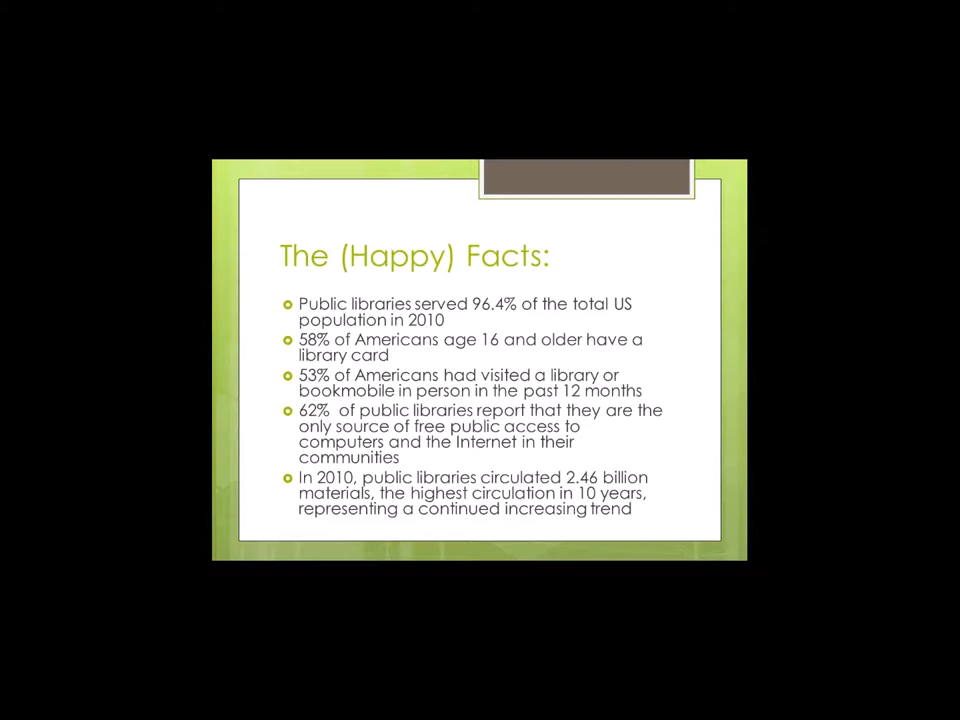 The (Happy) Facts:
Public libraries served 96.4% of the total US
population in 2010
58% of Americans age 16 and older have a
library card
53% of Americans had visited a library or
bookmobile in person in the past 12 months
62% of public libraries report that they are the
only source of free public access to
computers and the Internet in their
communities
In 2010, public libraries circulated 2.46 billion
materials, the highest circulation in 10 years,
representing a continued increasing trend